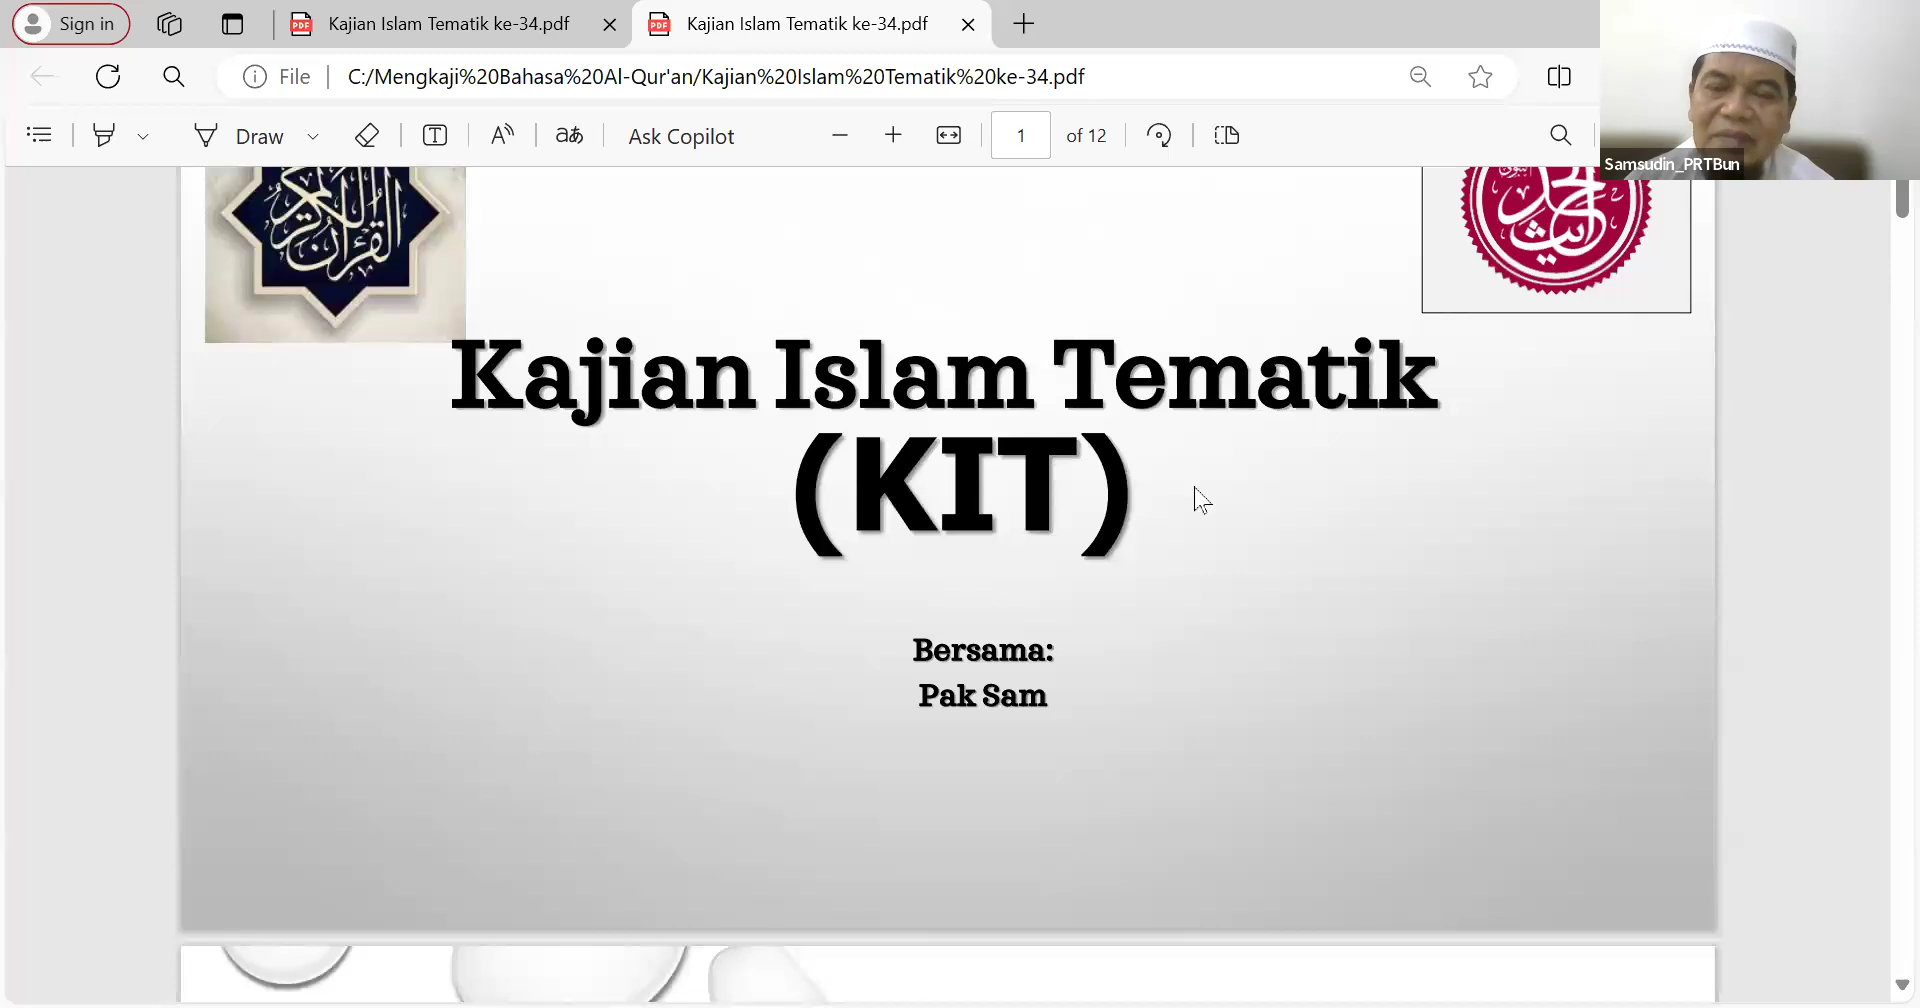 Sign in
Kajian Islam Tematik ke-34.pdf
Kajian Islam Tematik ke-34.pdf
File
C:/Mengkaji%20Bahasa%20Al-Qur'an/Kajian%20Islam%20Tematik%20ke-34.pdf
Draw
Ask Copilot
1 of 12
Samsudin_PRTBun
Kajian Islam Tematik
(KIT)
Bersama:
Pak Sam